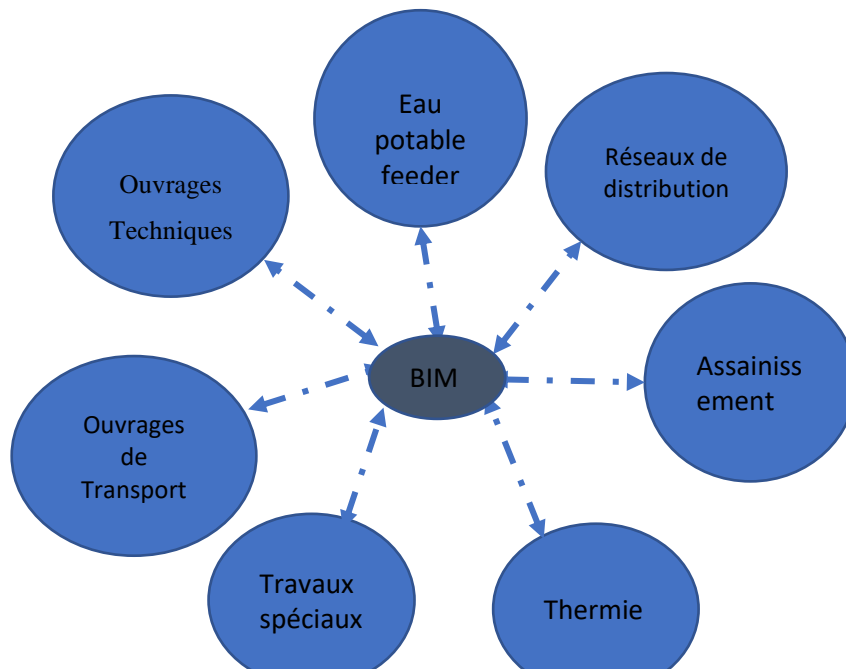 Eau
potable
feeder
Réseaux de
distribution
Ouvrages
Techniques
Assainiss
ement
BIM
Ouvrages
de
Transport
Travaux
spéciaux
Thermie